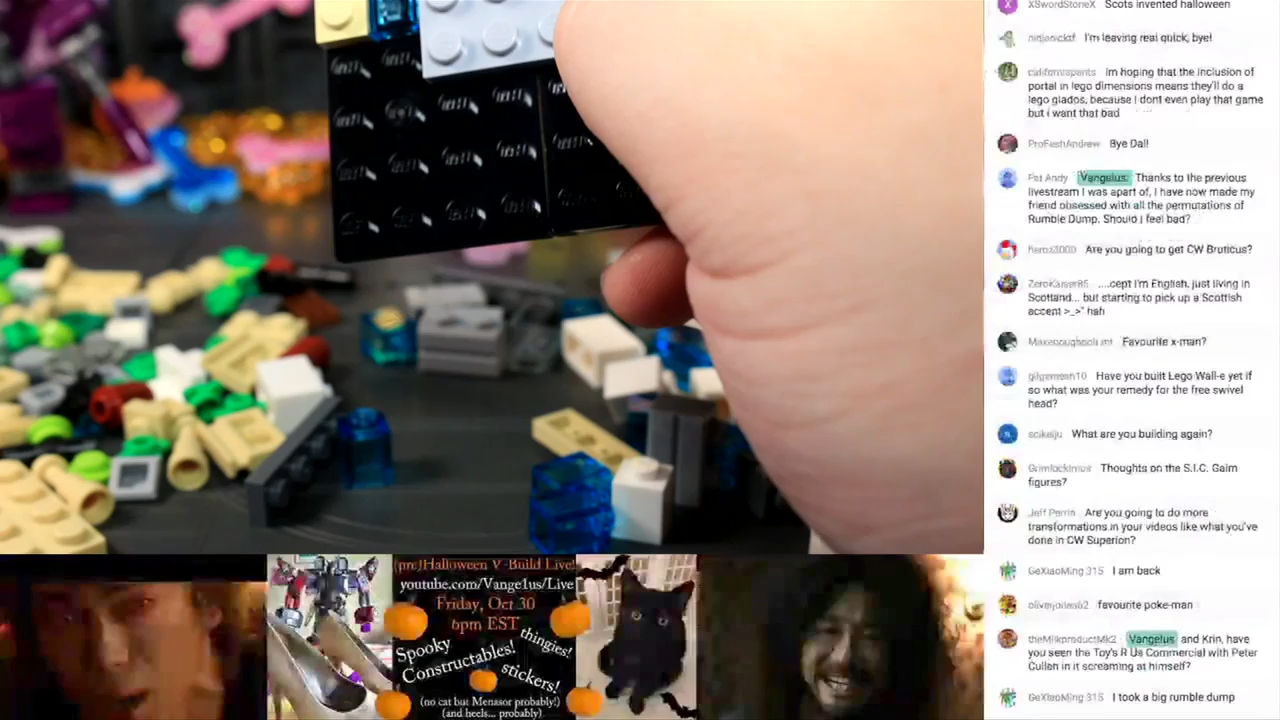 XSwordStoneX Scots invented halloween
I'm leaving real quick, bye!
californiapants Im hoping that the inclusion of
portal in lego dimensions means they'll do a
lego glados, because I dont even play that game
but i want that bad
ProFeshAndrew Bye Dal!
Pat Andy Vangelus: Thanks to the previous
livestream I was apart of, I have now made my
friend obsessed with all the permutations of
Rumble Dump. Should I feel bad?
Are you going to get CW Bruticus?
ZeroKaiser85 ....cept I'm English, just living in
Scotland... but starting to pick up a Scottish
accent >_>" hah
Favourite x-man?
gilgamesh10 Have you built Lego Wall-e yet if
so what was your remedy for the free swivel
head?
What are you building again?
Grimlockimus Thoughts on the S.I.C. Gaim
figures?
Jeff Perrin Are you going to do more
transformations in your videos like what you've
done in CW Superion?
GeXiaoMing 315 I am back
favourite poke-man
theMilkproductMk2 Vangelus and Krin, have
you seen the Toy's R Us Commercial with Peter
Cullen in it screaming at himself?
GeXiaoMing 315 I took a big rumble dump
(pre)Halloween V-Build Live!
youtube.com/Vange1us/Live
Friday, Oct 30
6pm EST
Spooky
Constructables!
thingies!
stickers!
(no cat but Menasor probably!)
(and heels... probably)